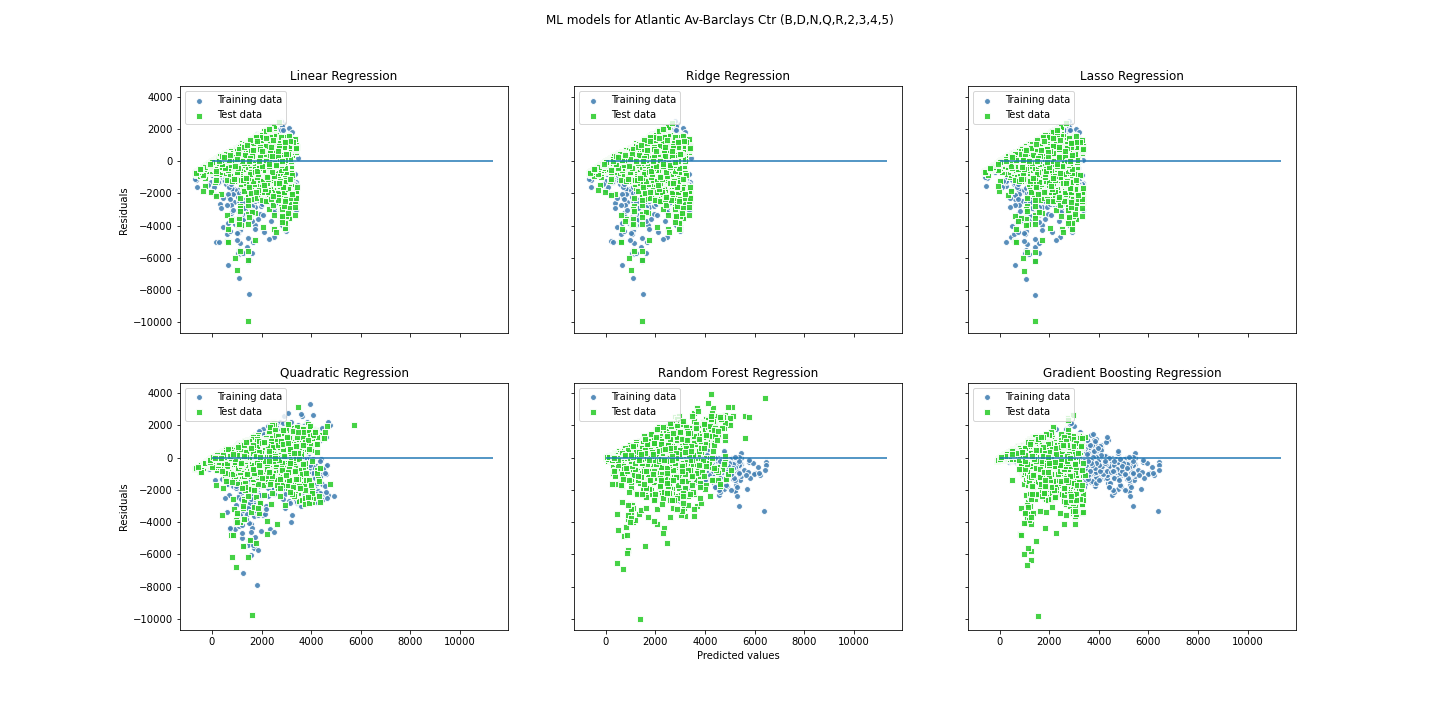 ML models for Atlantic Av-Barclays Ctr (B,D,N,Q,R,2,3,4,5)
Linear Regression
Ridge Regression
Lasso Regression
Training data
Test data
Training data
Test data
Training data
Test data
4000
2000
0
−2000
−4000
−6000
−8000
−10000
Residuals
Quadratic Regression
Random Forest Regression
Gradient Boosting Regression
Training data
Test data
Training data
Test data
Training data
Test data
4000
2000
0
−2000
−4000
−6000
−8000
−10000
Residuals
0 2000 4000 6000 8000 10000
0 2000 4000 6000 8000 10000
0 2000 4000 6000 8000 10000
Predicted values